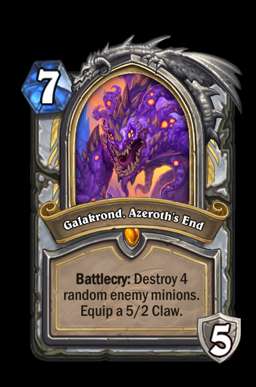 7
Galakrond, Azeroth's End
Battlecry: Destroy 4
random enemy minions.
Equip a 5/2 Claw.
5